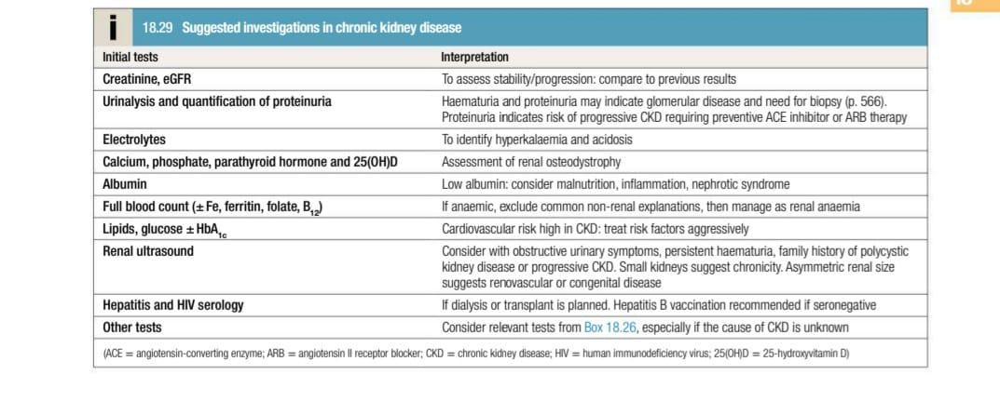 i 18.29 Suggested investigations in chronic kidney disease
Initial tests Interpretation
Creatinine, eGFR To assess stability/progression: compare to previous results
Urinalysis and quantification of proteinuria Haematuria and proteinuria may indicate glomerular disease and need for biopsy (p. 566).
Proteinuria indicates risk of progressive CKD requiring preventive ACE inhibitor or ARB therapy
Electrolytes To identify hyperkalaemia and acidosis
Calcium, phosphate, parathyroid hormone and 25(OH)D Assessment of renal osteodystrophy
Albumin Low albumin: consider malnutrition, inflammation, nephrotic syndrome
Full blood count (± Fe, ferritin, folate, B12) If anaemic, exclude common non-renal explanations, then manage as renal anaemia
Lipids, glucose ± HbA1c Cardiovascular risk high in CKD: treat risk factors aggressively
Renal ultrasound Consider with obstructive urinary symptoms, persistent haematuria, family history of polycystic
kidney disease or progressive CKD. Small kidneys suggest chronicity. Asymmetric renal size
suggests renovascular or congenital disease
Hepatitis and HIV serology If dialysis or transplant is planned. Hepatitis B vaccination recommended if seronegative
Other tests Consider relevant tests from Box 18.26, especially if the cause of CKD is unknown
(ACE = angiotensin-converting enzyme; ARB = angiotensin II receptor blocker; CKD = chronic kidney disease; HIV = human immunodeficiency virus; 25(OH)D = 25-hydroxyvitamin D)